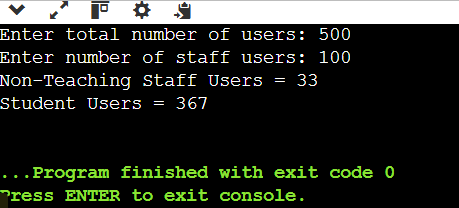 Enter total number of users: 500
Enter number of staff users: 100
Non-Teaching Staff Users = 33
Student Users = 367
...Program finished with exit code 0
Press ENTER to exit console.